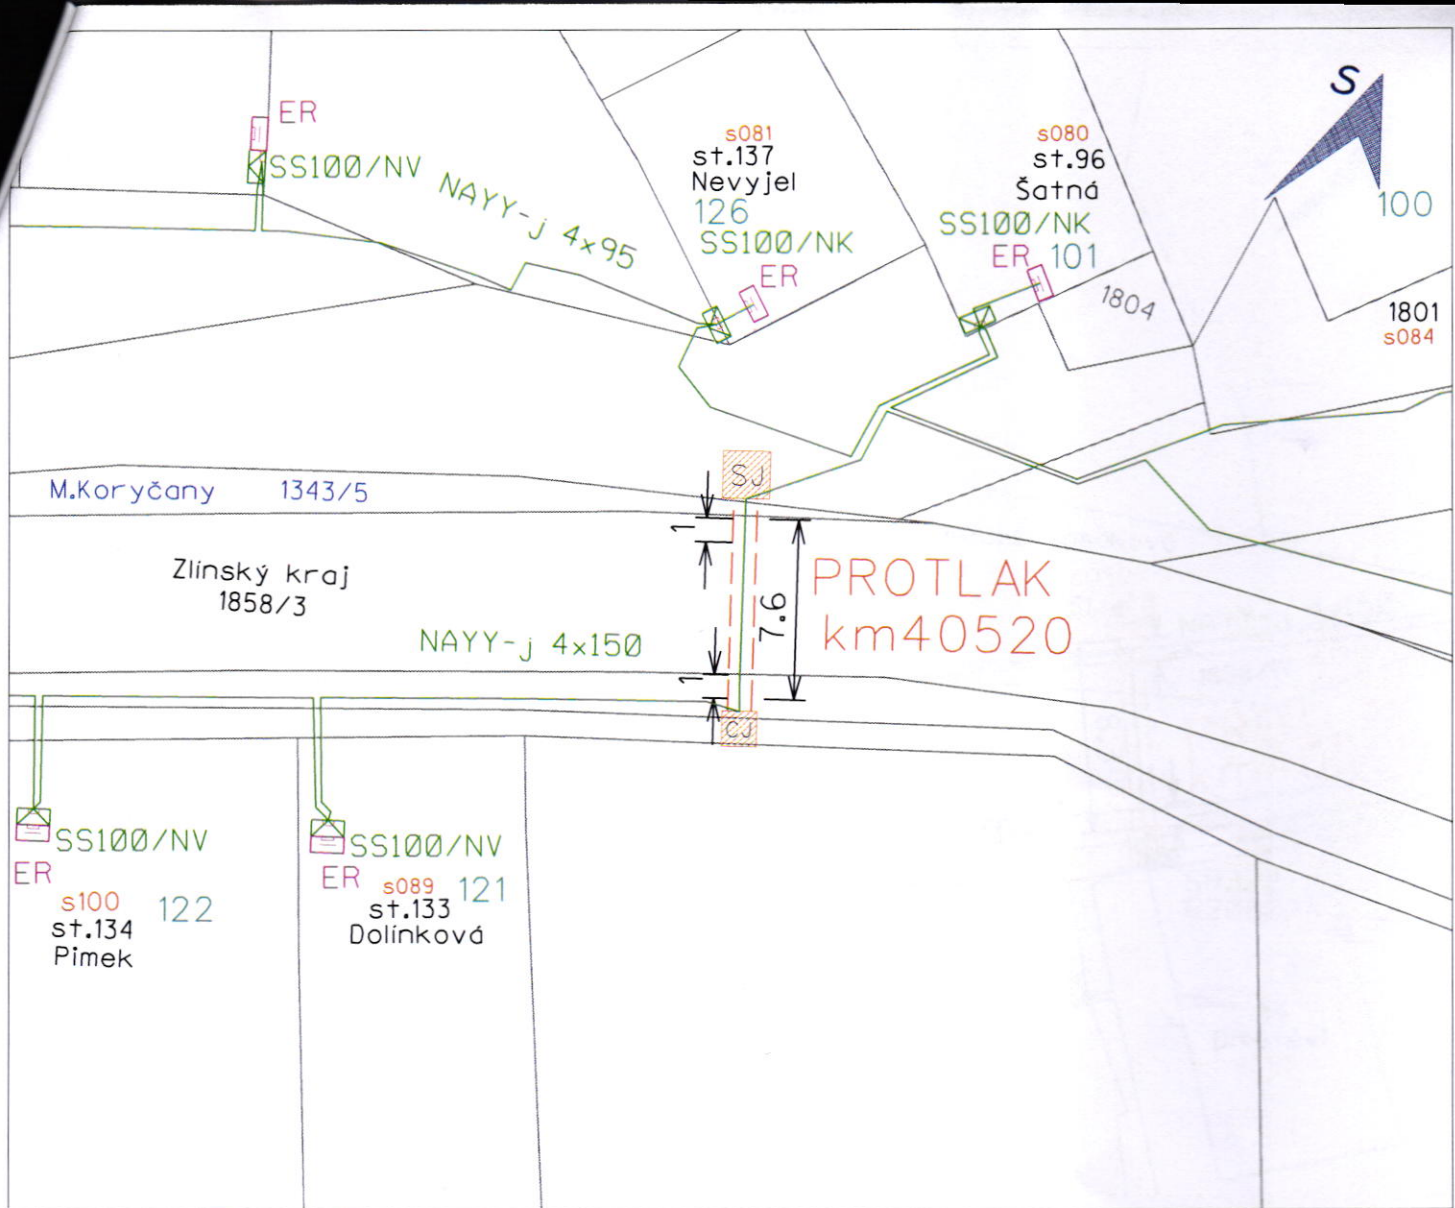 S
ER
SS100/NV
NAYY-j 4x95
s081
st.137
Nevyjel
126
SS100/NK
ER
s080
st.96
Šatná
SS100/NK
ER 101
100
1804
1801
s084
M.Koryčany 1343/5
SJ
1
Zlínský kraj
1858/3
PROTLAK
km40520
7.6
NAYY-j 4x150
1
CJ
SS100/NV
ER
s100
st.134
Pimek
122
SS100/NV
ER
s089
st.133
Dolínková
121